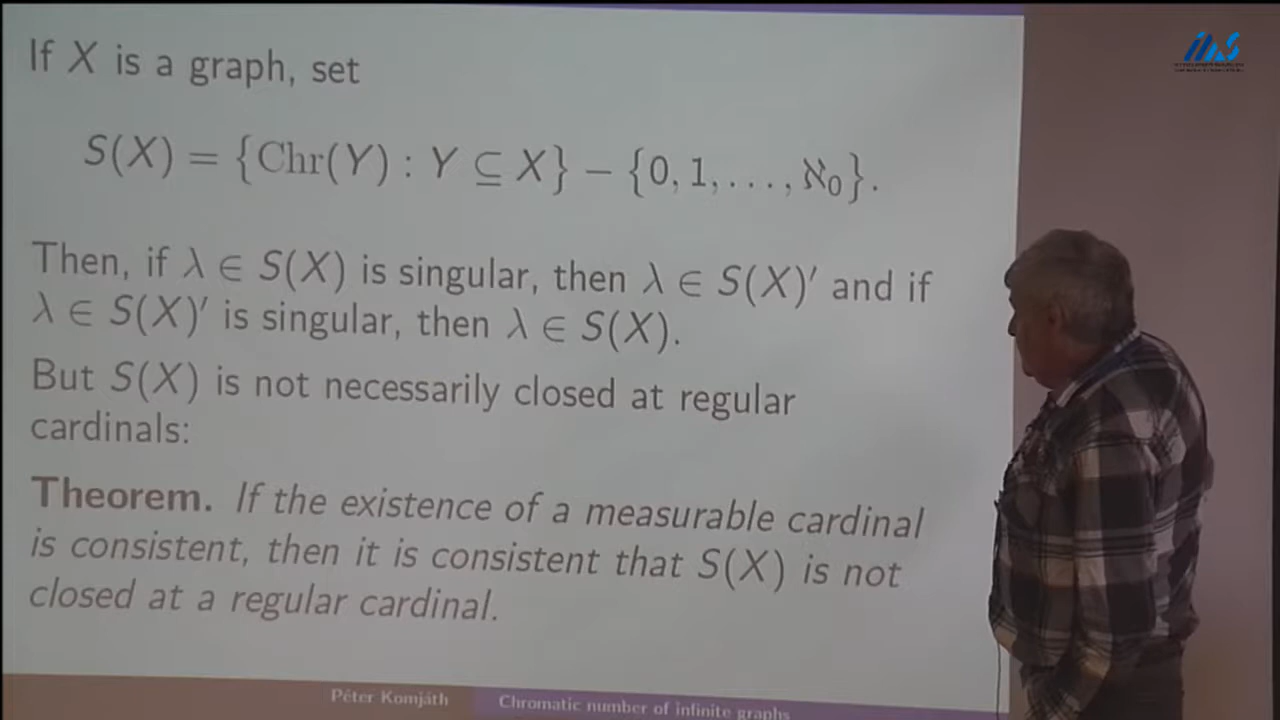 If X is a graph, set
S(X) = {Chr(Y) : Y ⊆ X} − {0, 1, . . . , ℵ₀}.
Then, if λ ∈ S(X) is singular, then λ ∈ S(X)′ and if
λ ∈ S(X)′ is singular, then λ ∈ S(X).
But S(X) is not necessarily closed at regular
cardinals:
Theorem. If the existence of a measurable cardinal
is consistent, then it is consistent that S(X) is not
closed at a regular cardinal.
Péter Komjáth Chromatic number of infinite graphs